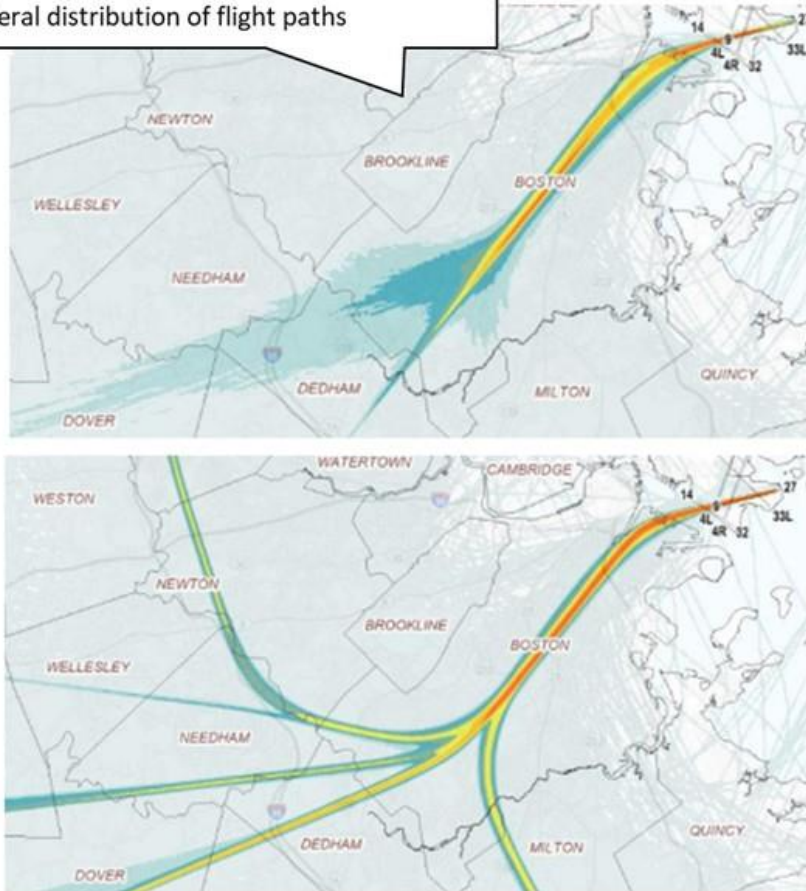 eral distribution of flight paths
14
9
27
4L
33L
4R 32
NEWTON
BROOKLINE
BOSTON
WELLESLEY
NEEDHAM
DEDHAM
MILTON
QUINCY
DOVER
WATERTOWN
CAMBRIDGE
WESTON
14
27
9
4L
33L
4R 32
NEWTON
BROOKLINE
BOSTON
WELLESLEY
NEEDHAM
DEDHAM
MILTON
QUINCY
DOVER